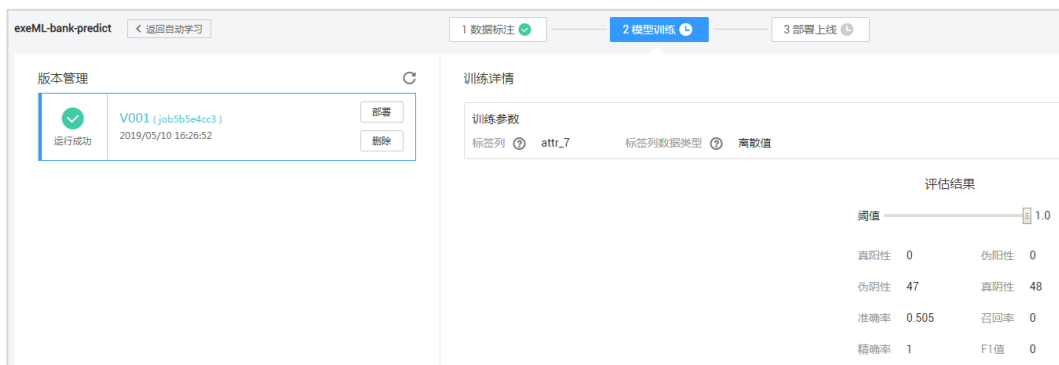 exeML-bank-predict < 返回自动学习 1 数据标注 2 模型训练 3 部署上线
版本管理 训练详情
V001 ( job5b5e4cc3 ) 部署
2019/05/10 16:26:52
运行成功 删除
训练参数
标签列 ? attr_7 标签列数据类型 ? 离散值
评估结果
阈值 1.0
真阳性 0 伪阳性 0
伪阴性 47 真阴性 48
准确率 0.505 召回率 0
精确率 1 F1值 0